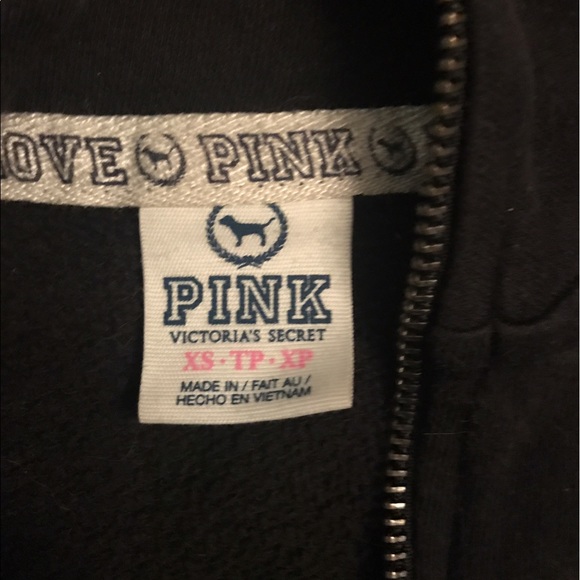 OVE PINK
PINK
VICTORIA'S SECRET
XS · TP · XP
MADE IN / FAIT AU /
HECHO EN VIETNAM